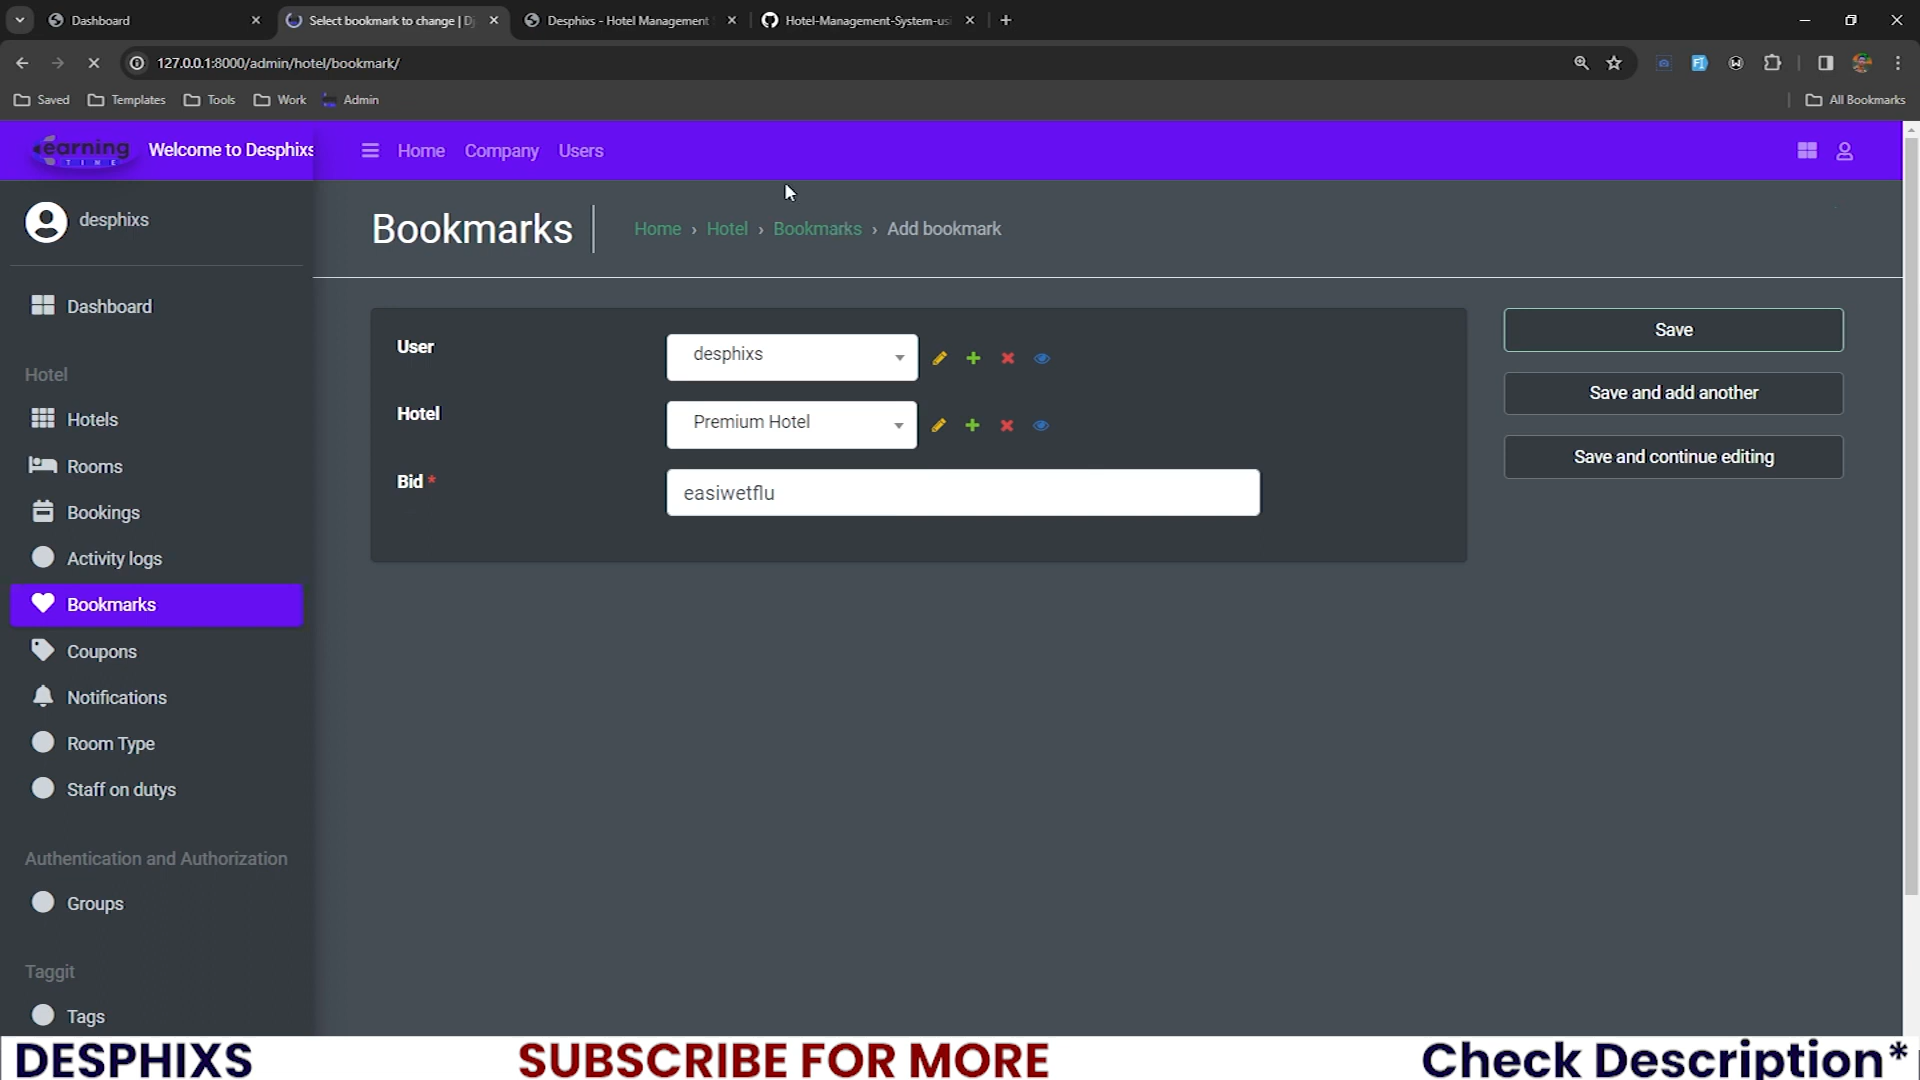 Dashboard
Select bookmark to change | Dj
Desphixs - Hotel Management
Hotel-Management-System-usi
127.0.0.1:8000/admin/hotel/bookmark/
Saved
Templates
Tools
Work
Admin
All Bookmarks
earning
TIME
Welcome to Desphixs
Home
Company
Users
desphixs
Bookmarks
Home › Hotel › Bookmarks › Add bookmark
Dashboard
User
desphixs
Save
Hotel
Hotel
Premium Hotel
Save and add another
Hotels
Save and continue editing
Rooms
Bid *
easiwetflu
Bookings
Activity logs
Bookmarks
Coupons
Notifications
Room Type
Staff on dutys
Authentication and Authorization
Groups
Taggit
Tags
DESPHIXS
SUBSCRIBE FOR MORE
Check Description*